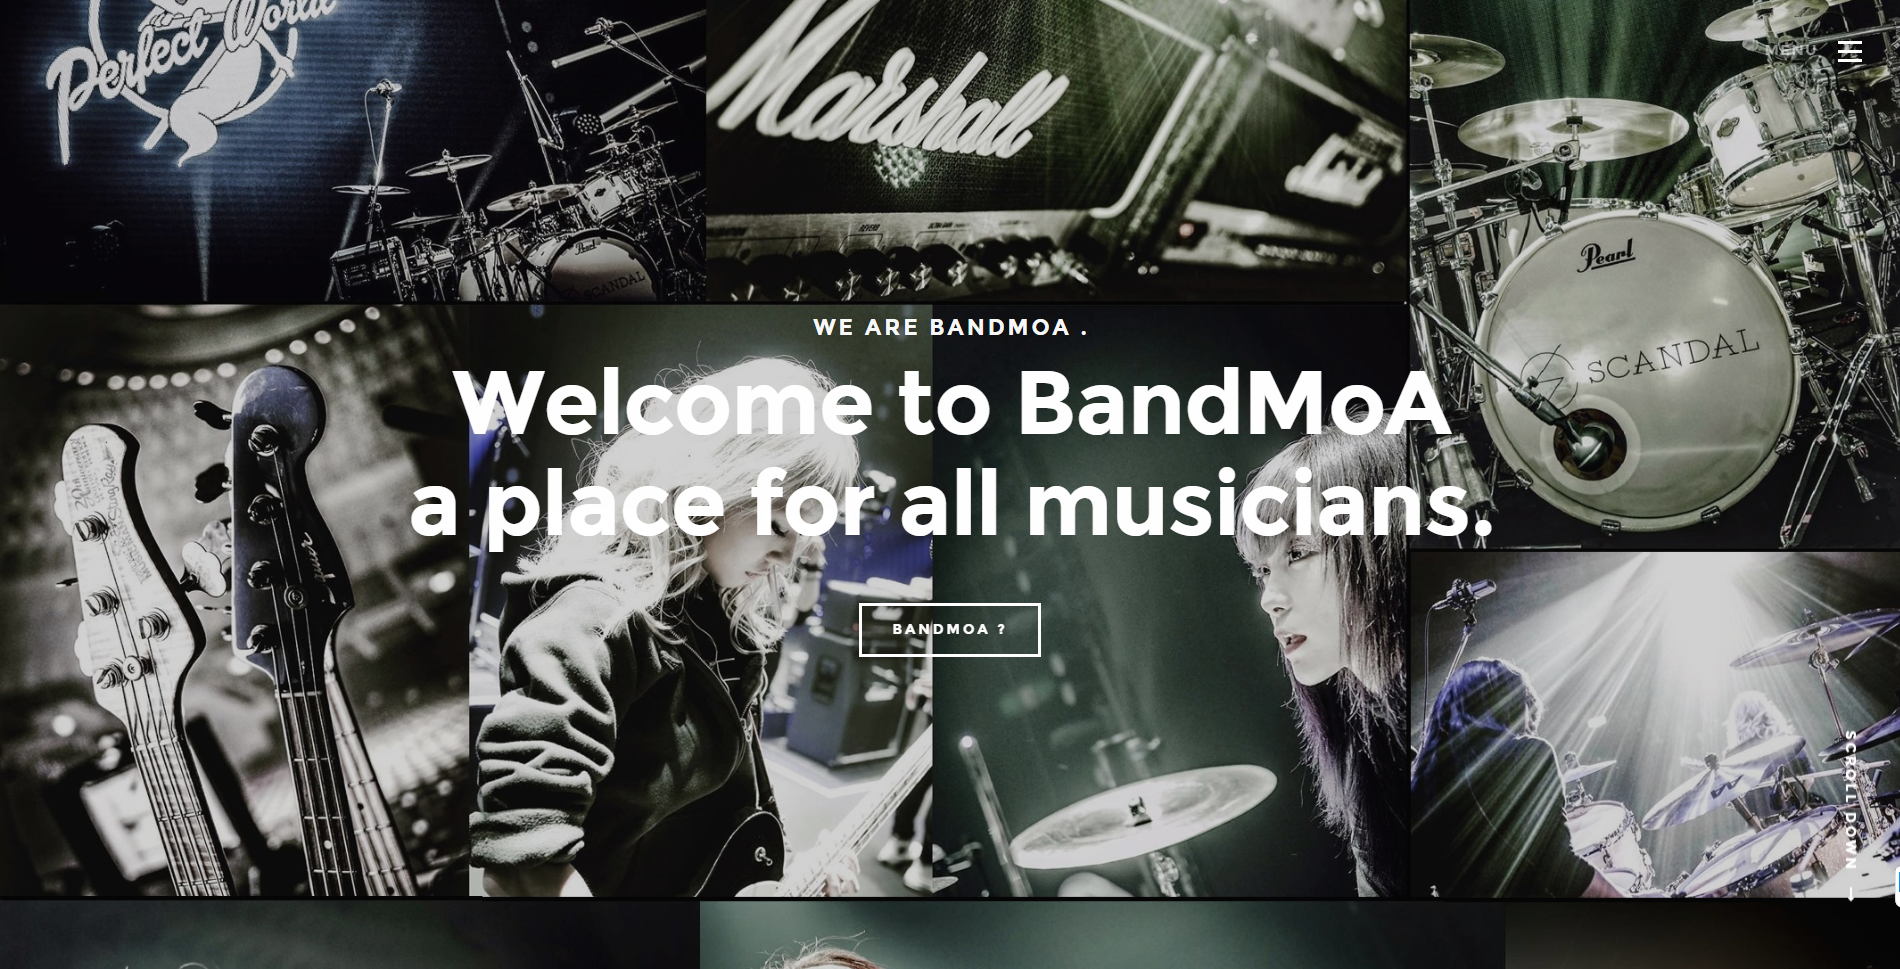 Perfect World
Marshall
MENU
REVERB
Pearl
SCANDAL
Pearl
SCANDAL
WE ARE BANDMOA .
Welcome to BandMoA
a place for all musicians.
BANDMOA ?
SCROLL DOWN